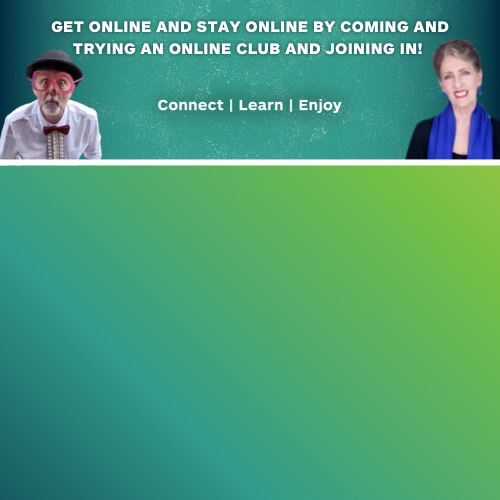 GET ONLINE AND STAY ONLINE BY COMING AND
TRYING AN ONLINE CLUB AND JOINING IN!
Connect | Learn | Enjoy